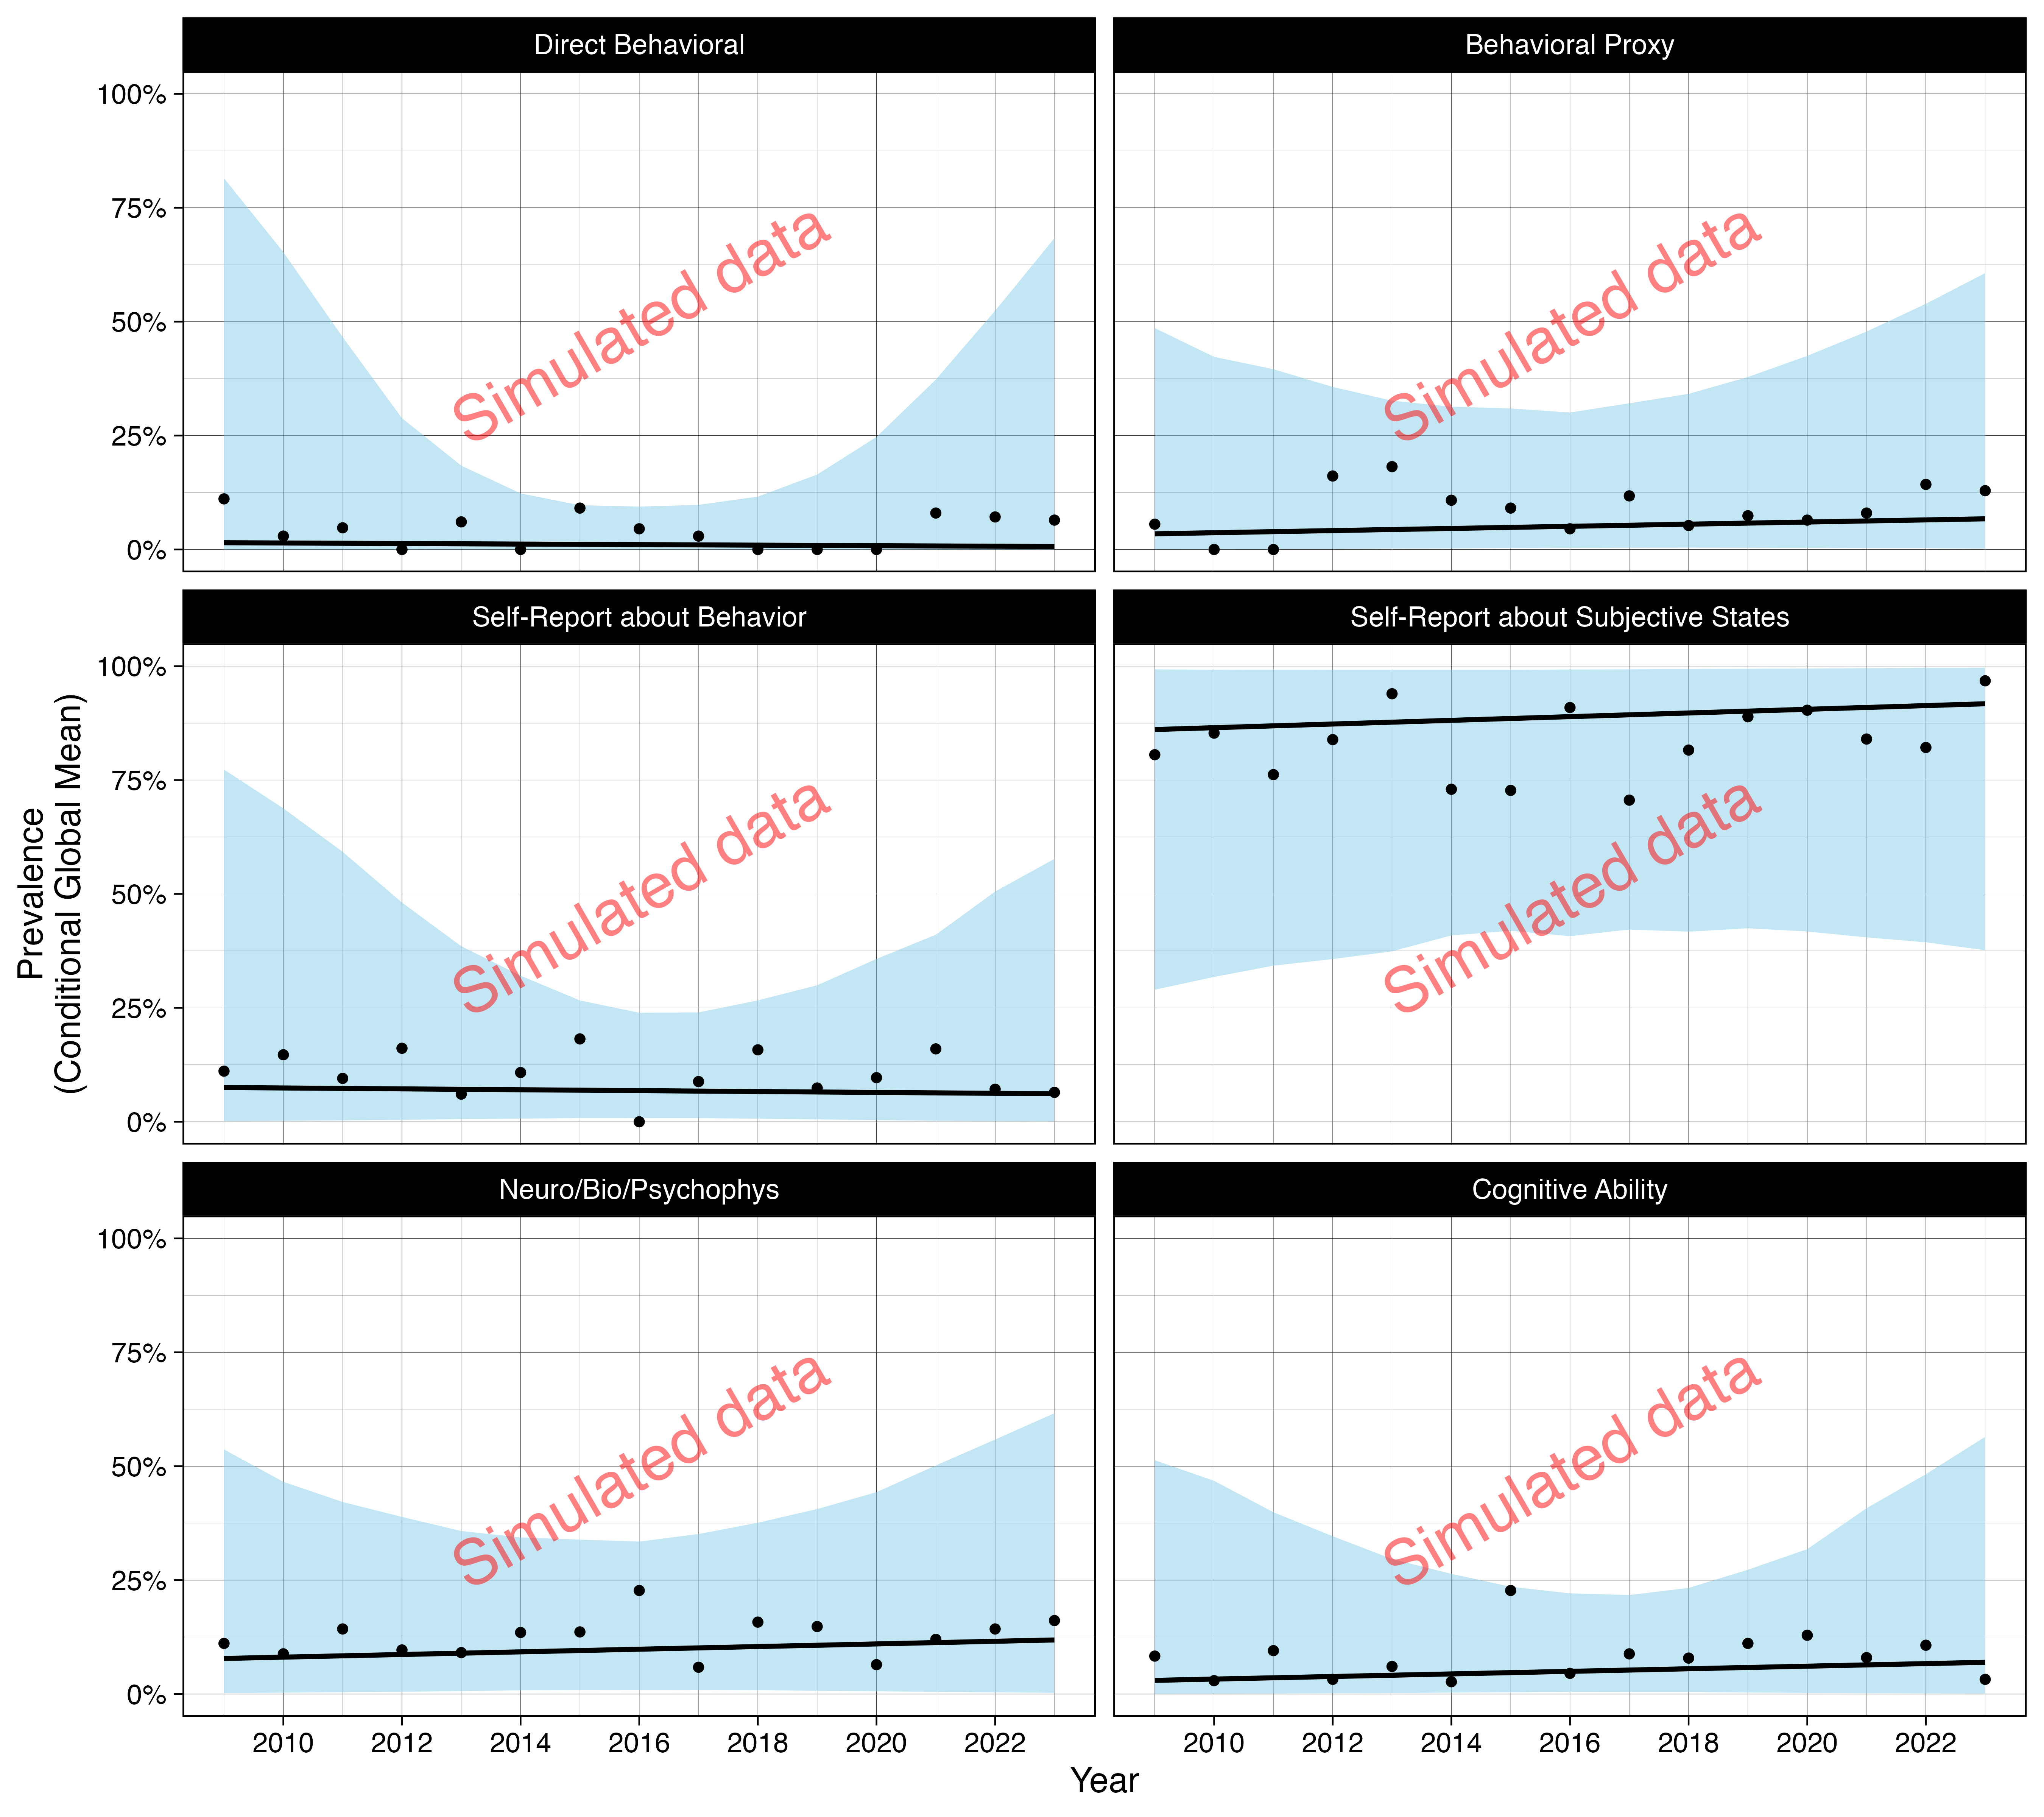 Direct Behavioral
Behavioral Proxy
100%
75%
50%
25%
0%
Simulated data
Simulated data
Self-Report about Behavior
Self-Report about Subjective States
100%
75%
50%
25%
0%
Simulated data
Simulated data
Prevalence
(Conditional Global Mean)
Neuro/Bio/Psychophys
Cognitive Ability
100%
75%
50%
25%
0%
Simulated data
Simulated data
2010 2012 2014 2016 2018 2020 2022
2010 2012 2014 2016 2018 2020 2022
Year